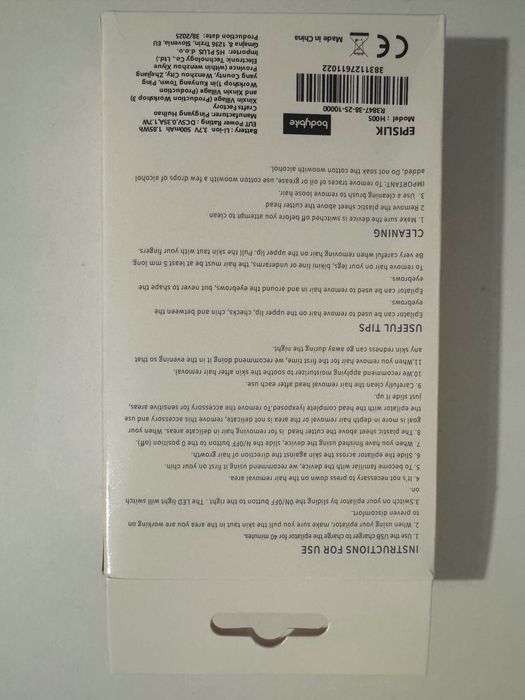 INSTRUCTIONS FOR USE
1. Use the USB charger to charge the epilator for 40 minutes.
2. When using your epilator, make sure you pull the skin taut in the area you are working on
to preven discomfort.
3.Switch on your epilator by sliding the ON/OFF button to the right . The LED light will switch
on.
4. It's not necessary to press down on the hair removal area.
5. To become familiar with the device, we recommend using it first on your chin.
6. Slide the epilator across the skin against the direction of hair growth.
7. When you have finished using the device, slide the N/OFF button to the 0 position (off).
8. The plastic sheet above the cutter head is for removing hair in delicate areas. When your
goal is more in-depth hair removal or the area is not delicate, remove this accessory and use
the epilator with the head complete lyexposed.To remove the accessory for sensitive areas,
just slide it up.
9. Carefully clean the hair removal head after each use.
10.We recommend applying moisturizer to soothe the skin after hair removal.
11.When you remove hair for the first time, we recommend doing it in the evening so that
any skin redness can go away during the night.
USEFUL TIPS
Epilator can be used to remove hair on the upper lip, checks, chin and between the
eyebrows.
Epilator can be used to remove hair in and around the eyebrows, but never to shape the
eyebrows.
To remove hair on your legs, bikini line or underarms, the hair must be at least 5 mm long.
Be very careful when removing hair on the upper lip. Pull the skin taut with your fingers.
CLEANING
1. Make sure the device is switched off before you attempt to clean
2 Remove the plastic sheet above the cutter head
3. Use a cleaning brush to remove loose hair.
IMPORTANT: To remove traces of oil or grease, use cotton woowith a few drops of alcohol
added, Do not soak the cotton woowith alcohol.
EPISLIK
Model : H005
R3847-38-25-10000
3831127611022
bodybite
CE
Made in China
Battery : Li-ion 3.7V 500mAh 1.85Wh
EUT Power Rating : DC5V,0.35A,1.7W
Manufacturer: Pingyang Huihao
Crafts Factory
Xinxin Village (Production Workshop 3)
and Xinxin Village (Production
Workshop 1)in Kunyang Town, Ping
yang County, Wenzhou City, Zhejiang
Province (within wenzhou Xiyue
Electronic Technology Co., Ltd.)
Importer: HS PLUS d.o.o.
Gmajna 8, 1236 Trzin, Slovenia, EU
Production date: 38/2025